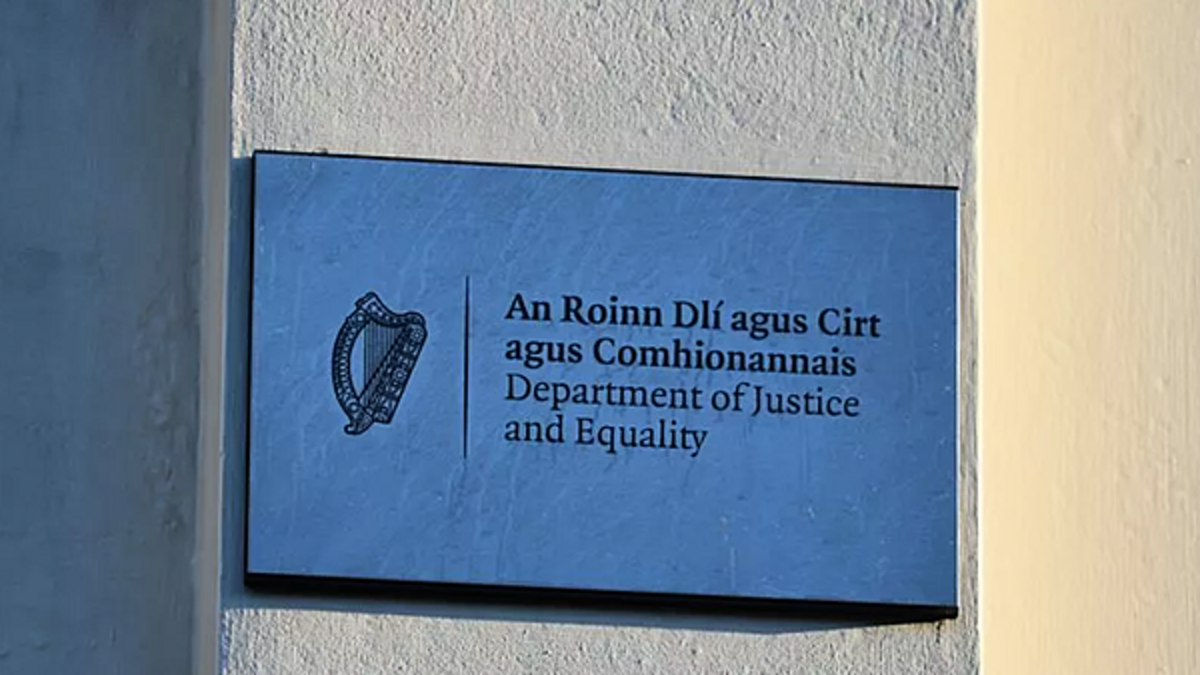 An Roinn Dlí agus Cirt
agus Comhionannais
Department of Justice
and Equality